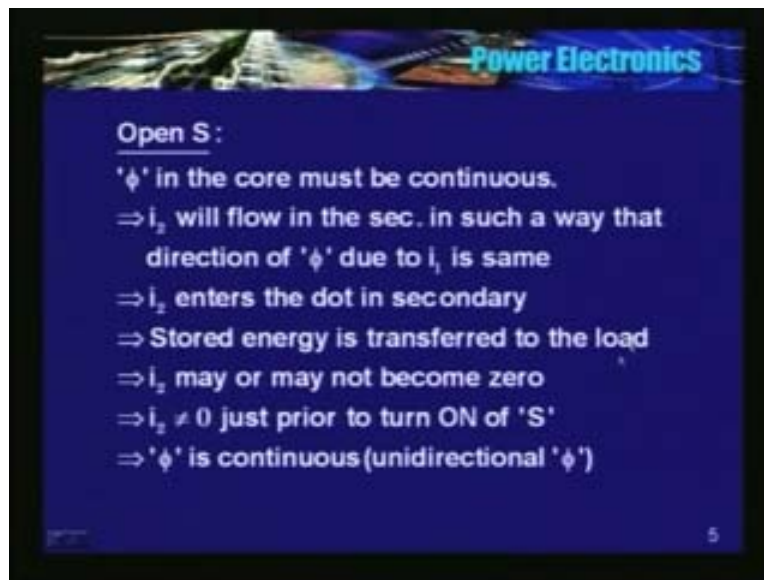 Power Electronics
Open S :
'ϕ' in the core must be continuous.
⇒ i₂ will flow in the sec. in such a way that
direction of 'ϕ' due to i₁ is same
⇒ i₂ enters the dot in secondary
⇒ Stored energy is transferred to the load
⇒ i₂ may or may not become zero
⇒ i₂ ≠ 0 just prior to turn ON of 'S'
⇒ 'ϕ' is continuous (unidirectional 'ϕ')
5